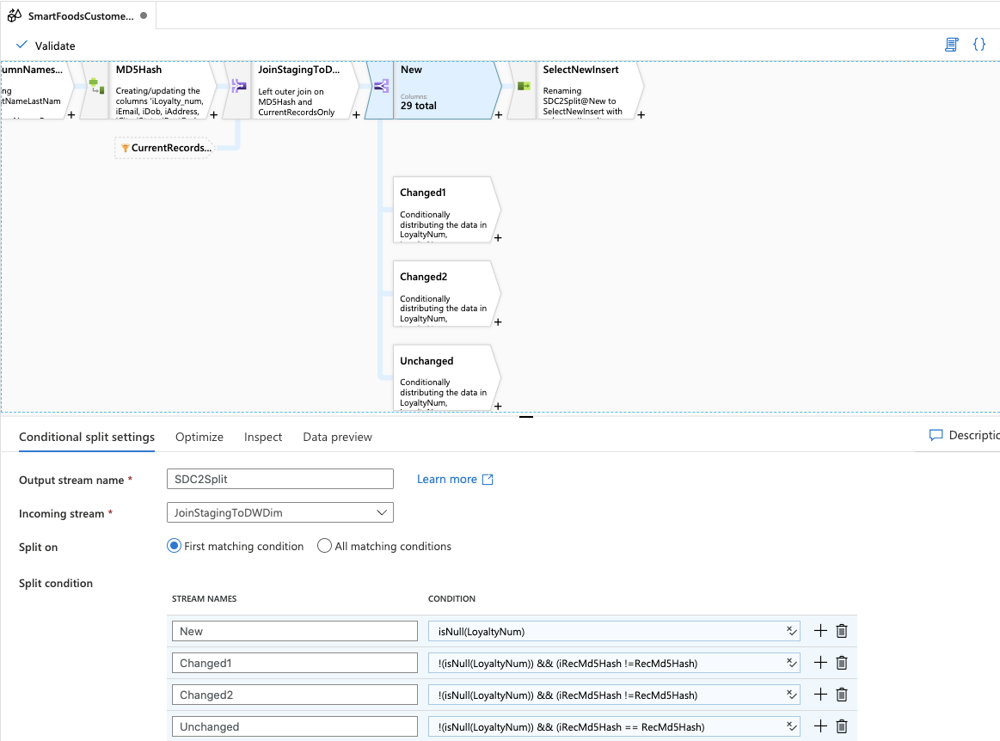 SmartFoodsCustome...
Validate
umnNames...
ng
tNameLastName
MD5Hash
Creating/updating the
columns 'iLoyalty_num,
iEmail, iDob, iAddress,
JoinStagingToD...
Left outer join on
MD5Hash and
CurrentRecordsOnly
New
Columns:
29 total
SelectNewInsert
Renaming
SDC2Split@New to
SelectNewInsert with
+
+
+
+
+
CurrentRecords...
Changed1
Conditionally
distributing the data in
LoyaltyNum,
+
Changed2
Conditionally
distributing the data in
LoyaltyNum,
+
Unchanged
Conditionally
distributing the data in
LoyaltyNum,
+
Conditional split settings
Optimize
Inspect
Data preview
Descriptio
Output stream name *
SDC2Split
Learn more
Incoming stream *
JoinStagingToDWDim
Split on
First matching condition
All matching conditions
Split condition
STREAM NAMES
CONDITION
New
isNull(LoyaltyNum)
Changed1
!(isNull(LoyaltyNum)) && (iRecMd5Hash !=RecMd5Hash)
Changed2
!(isNull(LoyaltyNum)) && (iRecMd5Hash !=RecMd5Hash)
Unchanged
!(isNull(LoyaltyNum)) && (iRecMd5Hash == RecMd5Hash)